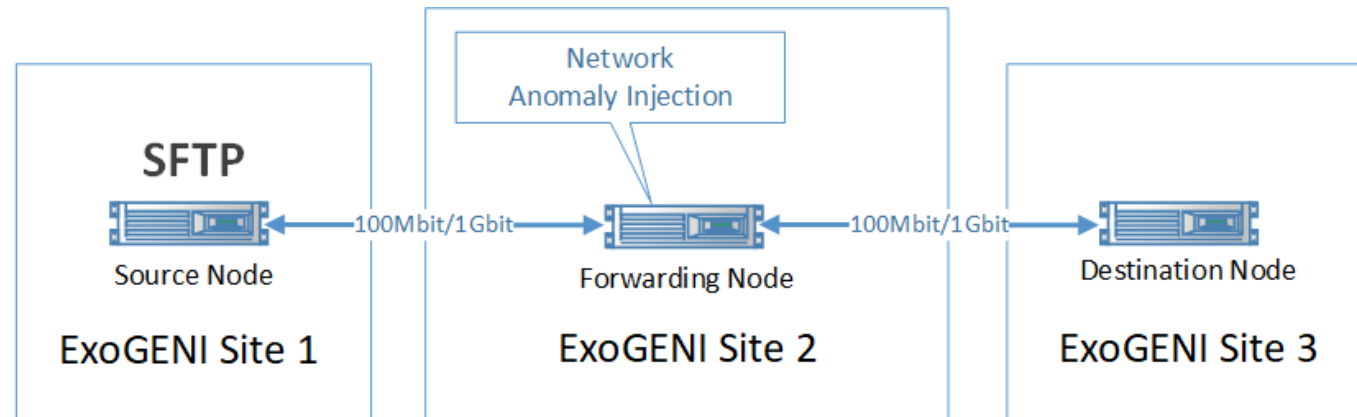 Network
Anomaly Injection
SFTP
100Mbit/1Gbit
100Mbit/1Gbit
Source Node
Forwarding Node
Destination Node
ExoGENI Site 1
ExoGENI Site 2
ExoGENI Site 3